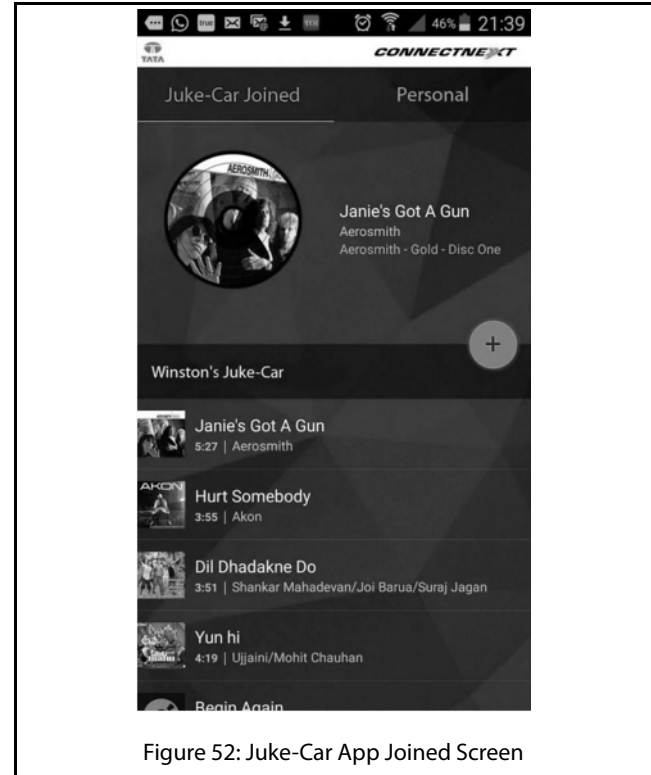 46% 21:39
TATA
CONNECTNEXT
Juke-Car Joined Personal
AEROSMITH
Janie's Got A Gun
Aerosmith
Aerosmith - Gold - Disc One
+
Winston's Juke-Car
Janie's Got A Gun
5:27 | Aerosmith
AKON
Hurt Somebody
3:55 | Akon
Dil Dhadakne Do
3:51 | Shankar Mahadevan/Joi Barua/Suraj Jagan
Yun hi
4:19 | Ujjaini/Mohit Chauhan
Begin Again
Figure 52: Juke-Car App Joined Screen